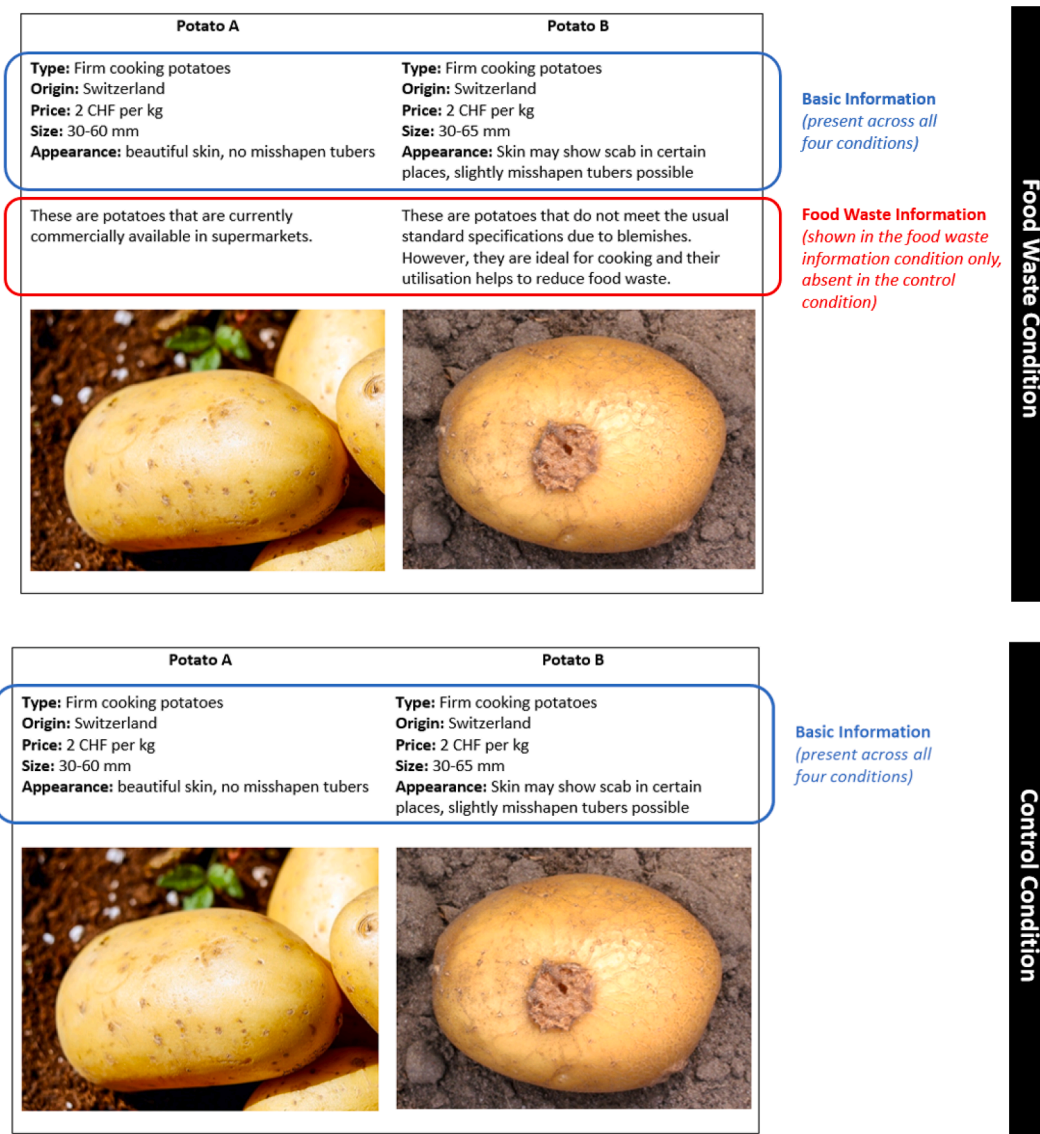 Potato A
Potato B
Type: Firm cooking potatoes
Origin: Switzerland
Price: 2 CHF per kg
Size: 30-60 mm
Appearance: beautiful skin, no misshapen tubers
Type: Firm cooking potatoes
Origin: Switzerland
Price: 2 CHF per kg
Size: 30-65 mm
Appearance: Skin may show scab in certain
places, slightly misshapen tubers possible
Basic Information
(present across all
four conditions)
These are potatoes that are currently
commercially available in supermarkets.
These are potatoes that do not meet the usual
standard specifications due to blemishes.
However, they are ideal for cooking and their
utilisation helps to reduce food waste.
Food Waste Information
(shown in the food waste
information condition only,
absent in the control
condition)
Food Waste Condition
Potato A
Potato B
Type: Firm cooking potatoes
Origin: Switzerland
Price: 2 CHF per kg
Size: 30-60 mm
Appearance: beautiful skin, no misshapen tubers
Type: Firm cooking potatoes
Origin: Switzerland
Price: 2 CHF per kg
Size: 30-65 mm
Appearance: Skin may show scab in certain
places, slightly misshapen tubers possible
Basic Information
(present across all
four conditions)
Control Condition